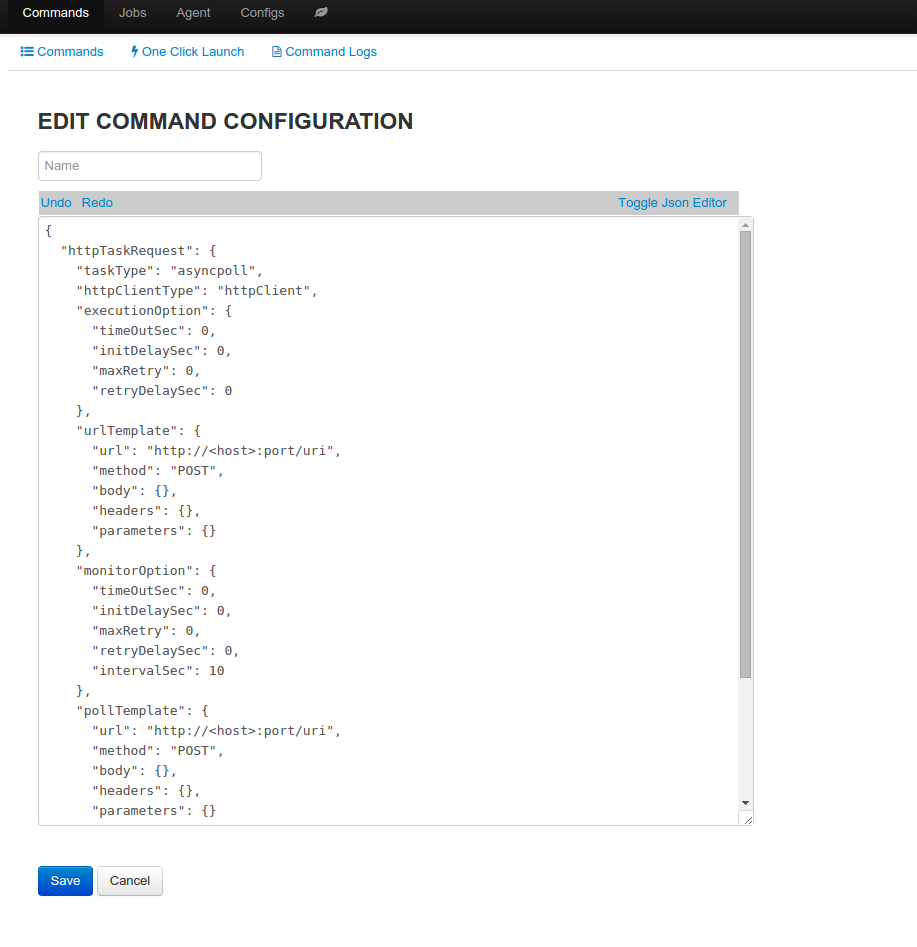 Commands Jobs Agent Configs
Commands One Click Launch Command Logs
EDIT COMMAND CONFIGURATION
Name
Undo Redo Toggle Json Editor
{
  "httpTaskRequest": {
    "taskType": "asyncpoll",
    "httpClientType": "httpClient",
    "executionOption": {
      "timeOutSec": 0,
      "initDelaySec": 0,
      "maxRetry": 0,
      "retryDelaySec": 0
    },
    "urlTemplate": {
      "url": "http://<host>:port/uri",
      "method": "POST",
      "body": {},
      "headers": {},
      "parameters": {}
    },
    "monitorOption": {
      "timeOutSec": 0,
      "initDelaySec": 0,
      "maxRetry": 0,
      "retryDelaySec": 0,
      "intervalSec": 10
    },
    "pollTemplate": {
      "url": "http://<host>:port/uri",
      "method": "POST",
      "body": {},
      "headers": {},
      "parameters": {}
Save Cancel